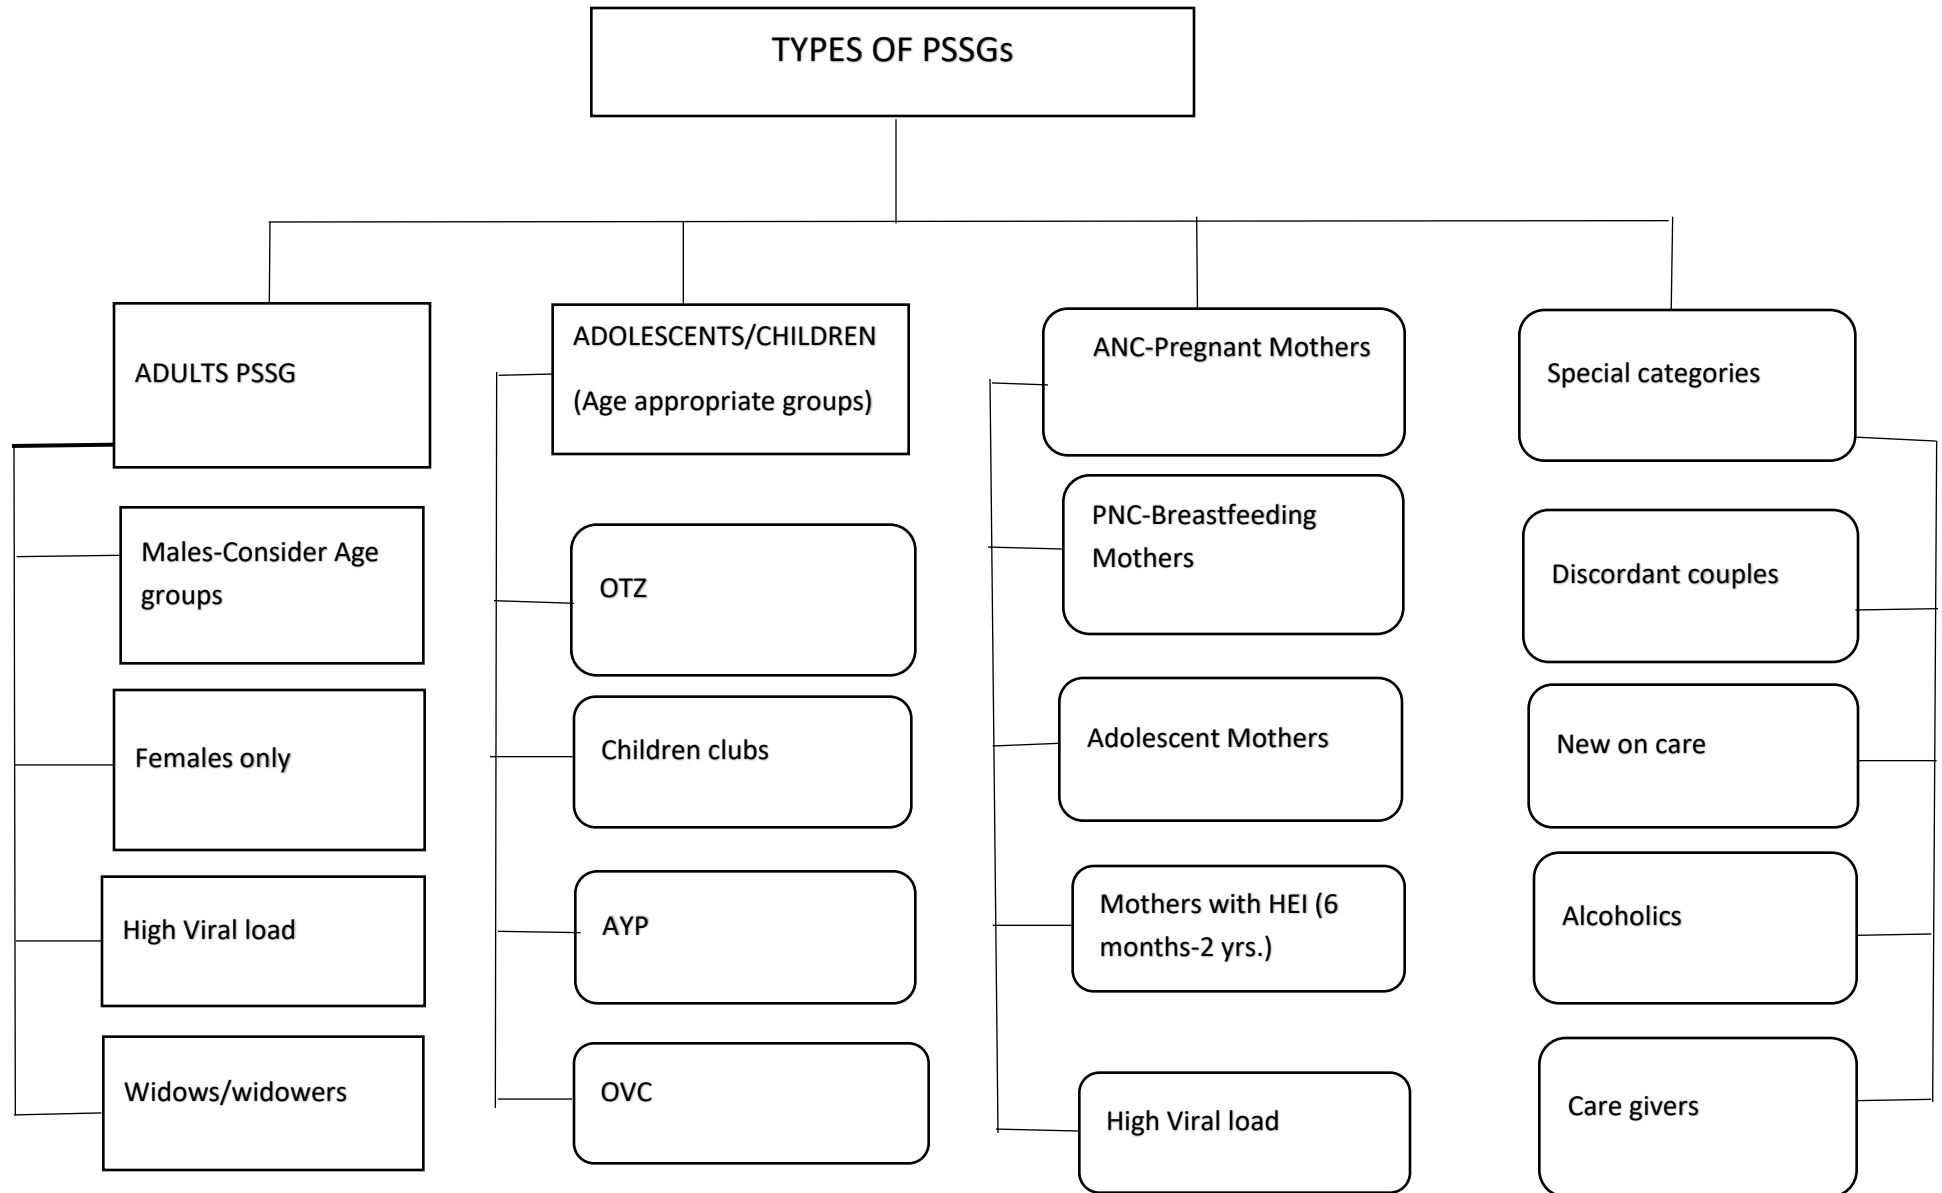 TYPES OF PSSGs
ADULTS PSSG
Males-Consider Age
groups
Females only
High Viral load
Widows/widowers
ADOLESCENTS/CHILDREN
(Age appropriate groups)
OTZ
Children clubs
AYP
OVC
ANC-Pregnant Mothers
PNC-Breastfeeding
Mothers
Adolescent Mothers
Mothers with HEI (6
months-2 yrs.)
High Viral load
Special categories
Discordant couples
New on care
Alcoholics
Care givers